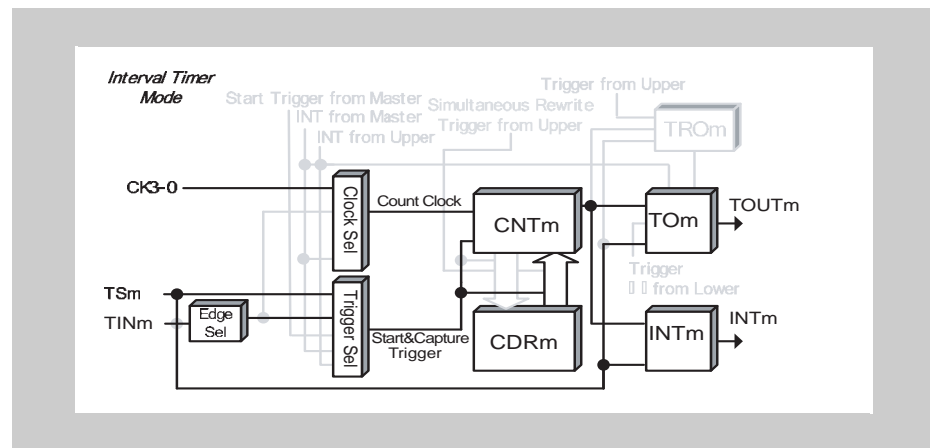 Interval Timer
Mode
Trigger from Upper
Start Trigger from Master
Simultaneous Rewrite
INT from Master
Trigger from Upper
INT from Upper
TROm
CK3-0
Clock Sel
Count Clock
CNTm
TOm
TOUTm
Trigger
from Lower
TSm
TINm
Edge
Sel
Trigger Sel
Start&Capture
Trigger
CDRm
INTm
INTm